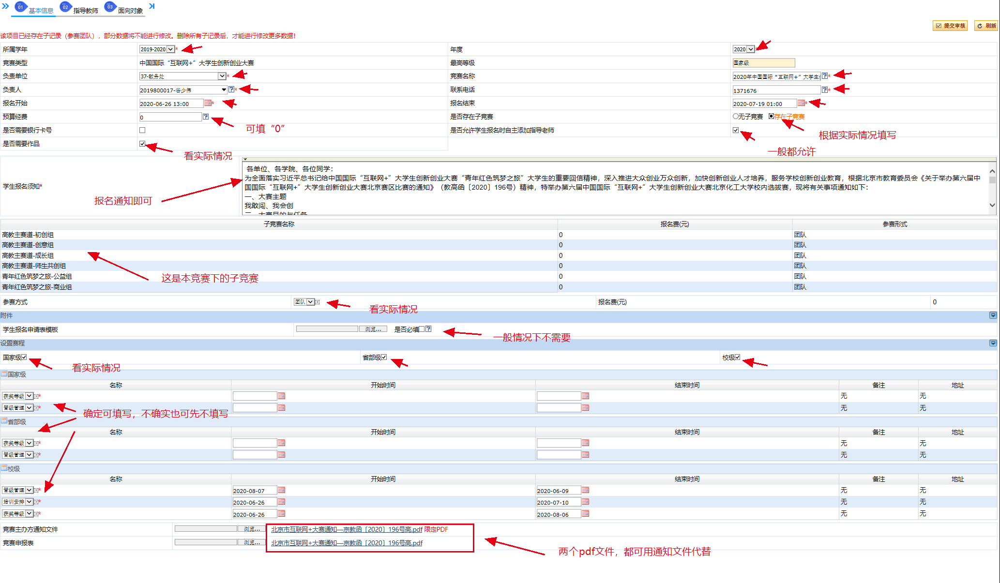 01 基本信息 02 指导教师 03 面向对象
提交审核 刷新
该项目已经存在子记录（参赛团队），部分数据将不能进行修改。删除所有子记录后，才能进行修改更多数据！
所属学年 2019-2020 * 年度 2020 *
竞赛类型 中国国际“互联网+”大学生创新创业大赛 最高等级 国家级
负责单位 37-教务处 * 竞赛名称 2020年中国国际“互联网+”大学生 ?*
负责人 2019800017-谷少伟 ?* 联系电话 1371676 ?*
报名开始 2020-06-26 13:00 * 报名结束 2020-07-19 01:00 *
预算经费 0 ? 是否存在子竞赛 无子竞赛 存在子竞赛
可填“0”
是否需要银行卡号 是否允许学生报名时自主添加指导老师
根据实际情况填写
是否需要作品
看实际情况
一般都允许
学生报名须知*
报名通知即可
各单位、各学院、各位同学：
为全面落实习近平总书记给中国国际“互联网+”大学生创新创业大赛“青年红色筑梦之旅”大学生的重要回信精神，深入推进大众创业万众创新，加快创新创业人才培养，服务学校创新创业教育，根据北京市教育委员会《关于举办第六届中
国国际“互联网+”大学生创新创业大赛北京赛区比赛的通知》（教高函〔2020〕196号）精神，特举办第六届中国国际“互联网+”大学生创新创业大赛北京化工大学校内选拔赛，现将有关事项通知如下：
一、大赛主题
我敢闯、我会创
二、大赛目的与任务
子竞赛名称 报名费(元) 参赛形式
高教主赛道-初创组 0 团队
高教主赛道-创意组 0 团队
高教主赛道-成长组 0 团队
高教主赛道-师生共创组 0 团队
青年红色筑梦之旅-公益组 0 团队
青年红色筑梦之旅-商业组 0 团队
这是本竞赛下的子竞赛
参赛方式 团队 报名费(元) 0
看实际情况
附件
学生报名申请表模板 浏览... 是否必填 ?
一般情况下不需要
设置赛程
国家级 省部级 校级
看实际情况
国家级
名称 开始时间 结束时间 备注 地址
获奖等级 * 无 无
晋级管理 * 无 无
确定可填写，不确实也可先不填写
省部级
名称 开始时间 结束时间 备注 地址
获奖等级 * 无 无
晋级管理 * 无 无
校级
名称 开始时间 结束时间 备注 地址
晋级管理 * 2020-08-07 2020-06-09 无 无
培训安排 * 2020-06-26 2020-07-10 无 无
获奖等级 * 2020-06-26 2020-08-06 无 无
竞赛主办方通知文件 浏览... 北京市互联网+大赛通知—京教函〔2020〕196号高.pdf 限定PDF
竞赛申报表 浏览... 北京市互联网+大赛通知—京教函〔2020〕196号高.pdf
两个pdf文件，都可用通知文件代替